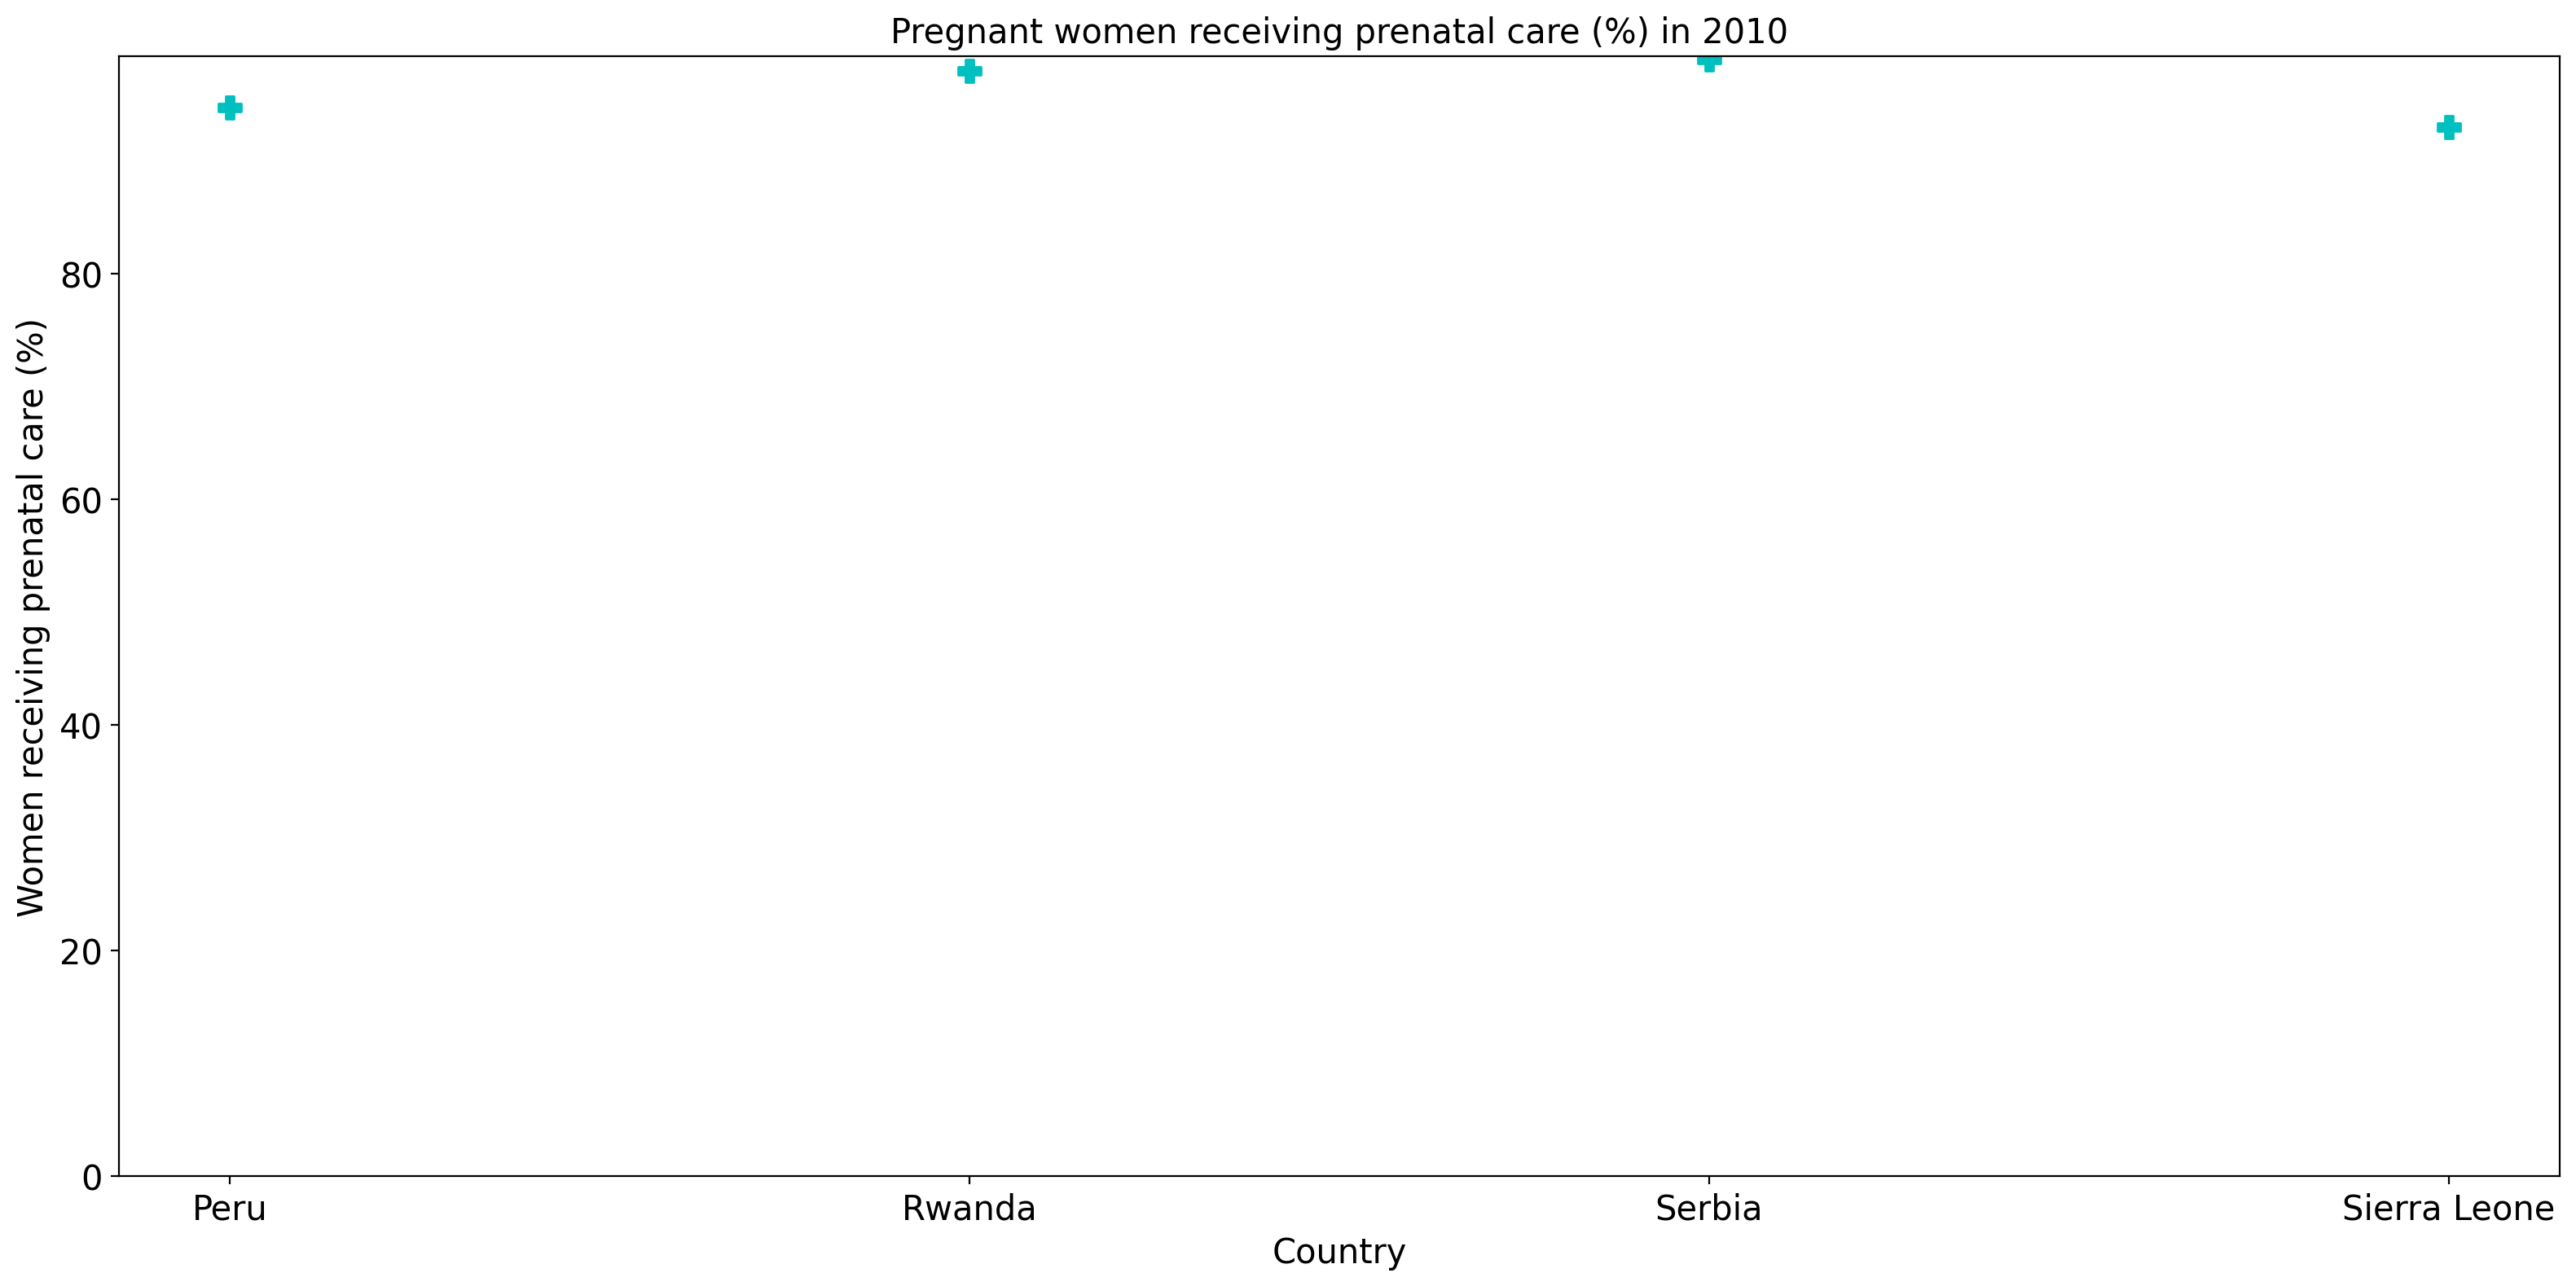 Pregnant women receiving prenatal care (%) in 2010
Women receiving prenatal care (%)
80
60
40
20
0
Peru Rwanda Serbia Sierra Leone
Country